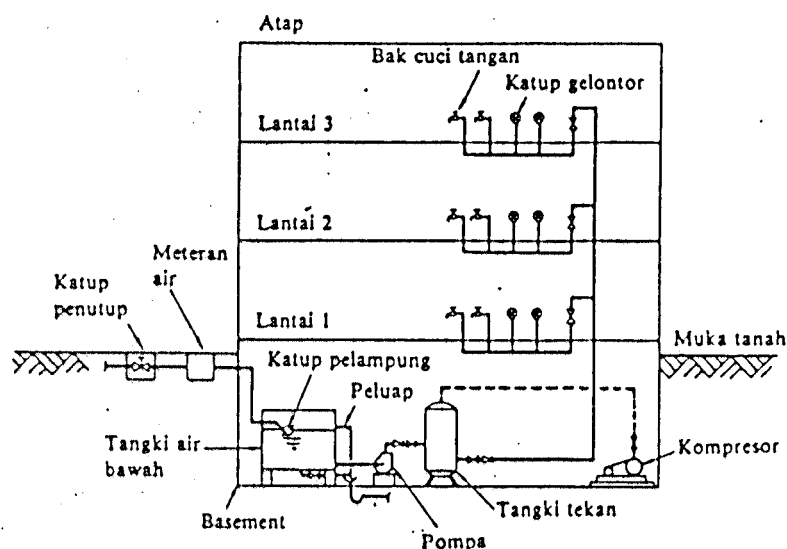 Atap
Bak cuci tangan
Katup gelontor
Lantai 3
Lantai 2
Meteran
air
Katup
penutup
Lantai 1
Muka tanah
Katup pelampung
Peluap
Tangki air
bawah
Kompresor
Tangki tekan
Basement
Pompa